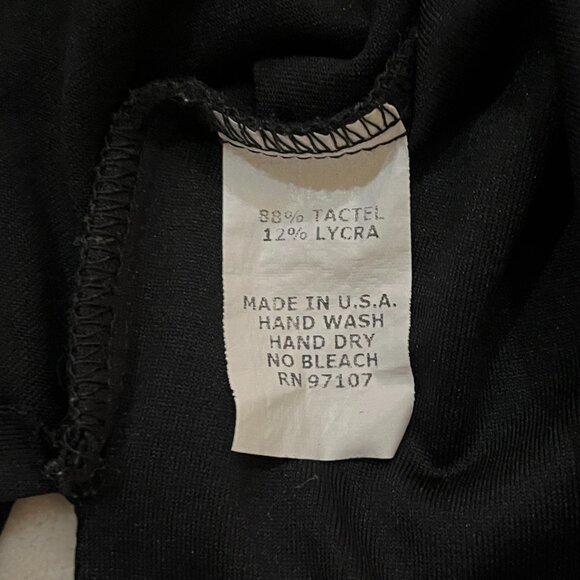 88% TACTEL
12% LYCRA
MADE IN U.S.A.
HAND WASH
HAND DRY
NO BLEACH
RN 97107